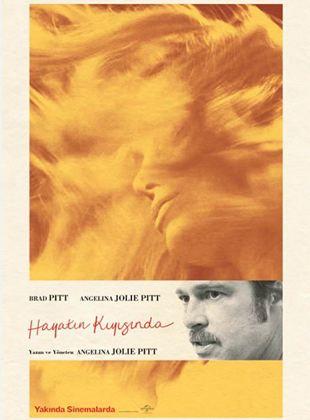 BRAD PITT ANGELINA JOLIE PITT
Hayatın Kıyısında
Yazan ve Yöneten ANGELINA JOLIE PITT
Yakında Sinemalarda